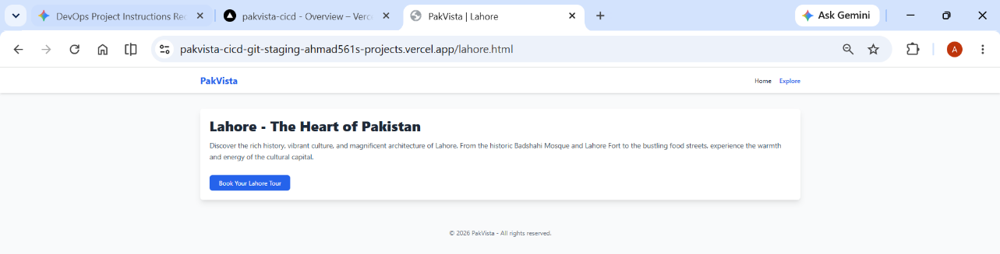 DevOps Project Instructions Rec
pakvista-cicd - Overview – Verce
PakVista | Lahore
Ask Gemini
pakvista-cicd-git-staging-ahmad561s-projects.vercel.app/lahore.html
A
PakVista
Home
Explore
Lahore - The Heart of Pakistan
Discover the rich history, vibrant culture, and magnificent architecture of Lahore. From the historic Badshahi Mosque and Lahore Fort to the bustling food streets, experience the warmth
and energy of the cultural capital.
Book Your Lahore Tour
© 2026 PakVista - All rights reserved.